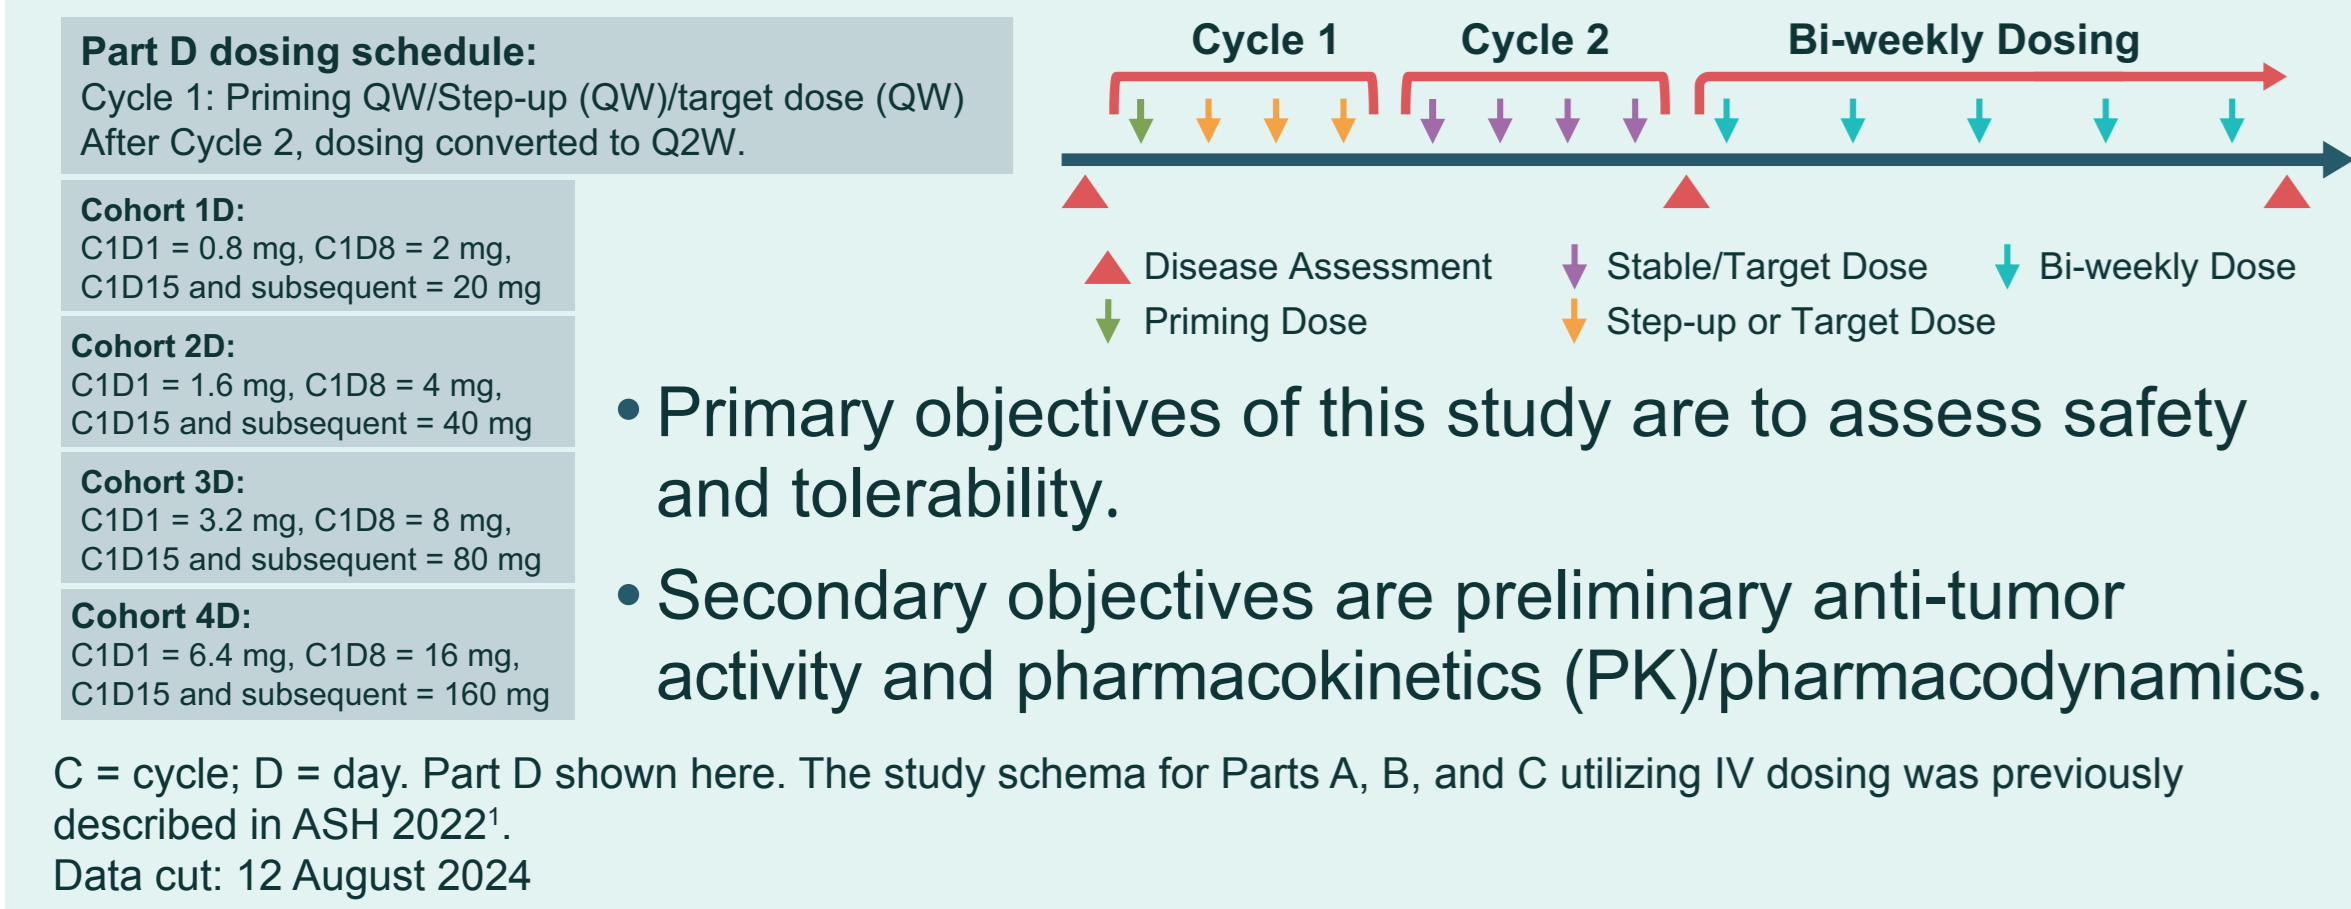 Part D dosing schedule:
Cycle 1: Priming QW/Step-up (QW)/target dose (QW)
After Cycle 2, dosing converted to Q2W.
Cohort 1D:
C1D1 = 0.8 mg, C1D8 = 2 mg,
C1D15 and subsequent = 20 mg
Cohort 2D:
C1D1 = 1.6 mg, C1D8 = 4 mg,
C1D15 and subsequent = 40 mg
Cohort 3D:
C1D1 = 3.2 mg, C1D8 = 8 mg,
C1D15 and subsequent = 80 mg
Cohort 4D:
C1D1 = 6.4 mg, C1D8 = 16 mg,
C1D15 and subsequent = 160 mg
Cycle 1 Cycle 2 Bi-weekly Dosing
Disease Assessment Stable/Target Dose Bi-weekly Dose
Priming Dose Step-up or Target Dose
• Primary objectives of this study are to assess safety
and tolerability.
• Secondary objectives are preliminary anti-tumor
activity and pharmacokinetics (PK)/pharmacodynamics.
C = cycle; D = day. Part D shown here. The study schema for Parts A, B, and C utilizing IV dosing was previously
described in ASH 2022¹.
Data cut: 12 August 2024